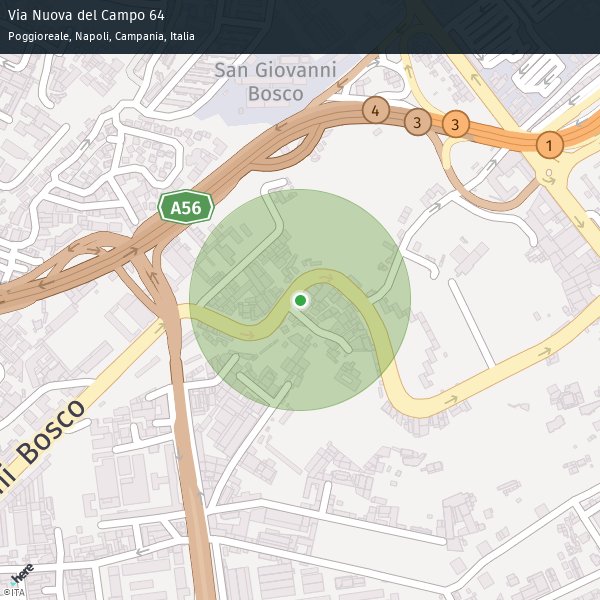 Via Nuova del Campo 64
Poggioreale, Napoli, Campania, Italia
San Giovanni
Bosco
4
3
3
1
A56
Bosco
here
©ITA